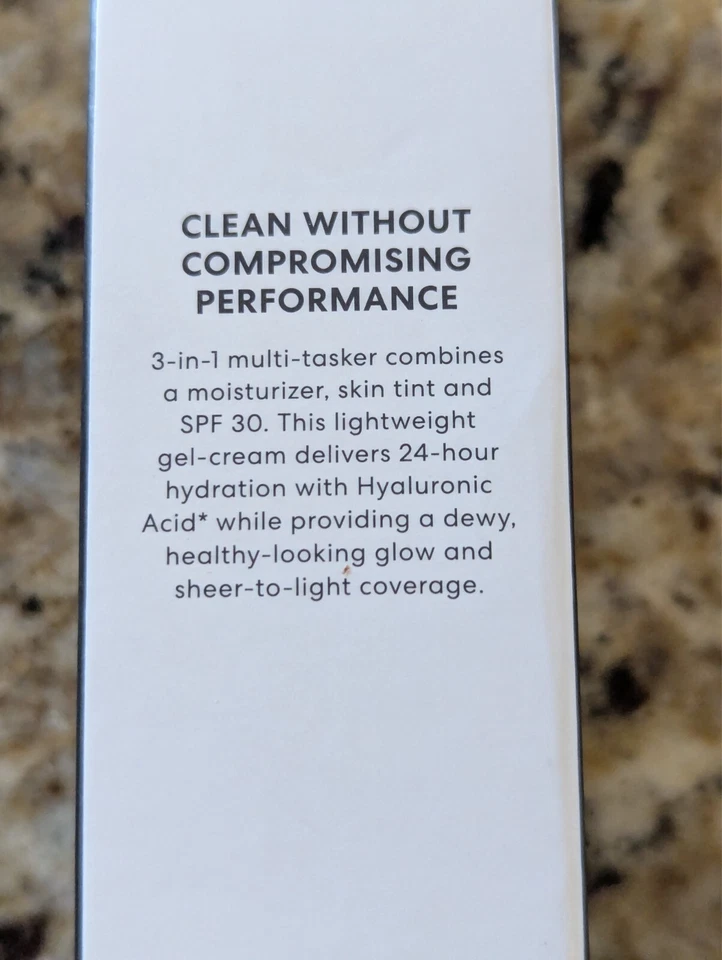 CLEAN WITHOUT
COMPROMISING
PERFORMANCE
3-in-1 multi-tasker combines
a moisturizer, skin tint and
SPF 30. This lightweight
gel-cream delivers 24-hour
hydration with Hyaluronic
Acid* while providing a dewy,
healthy-looking glow and
sheer-to-light coverage.